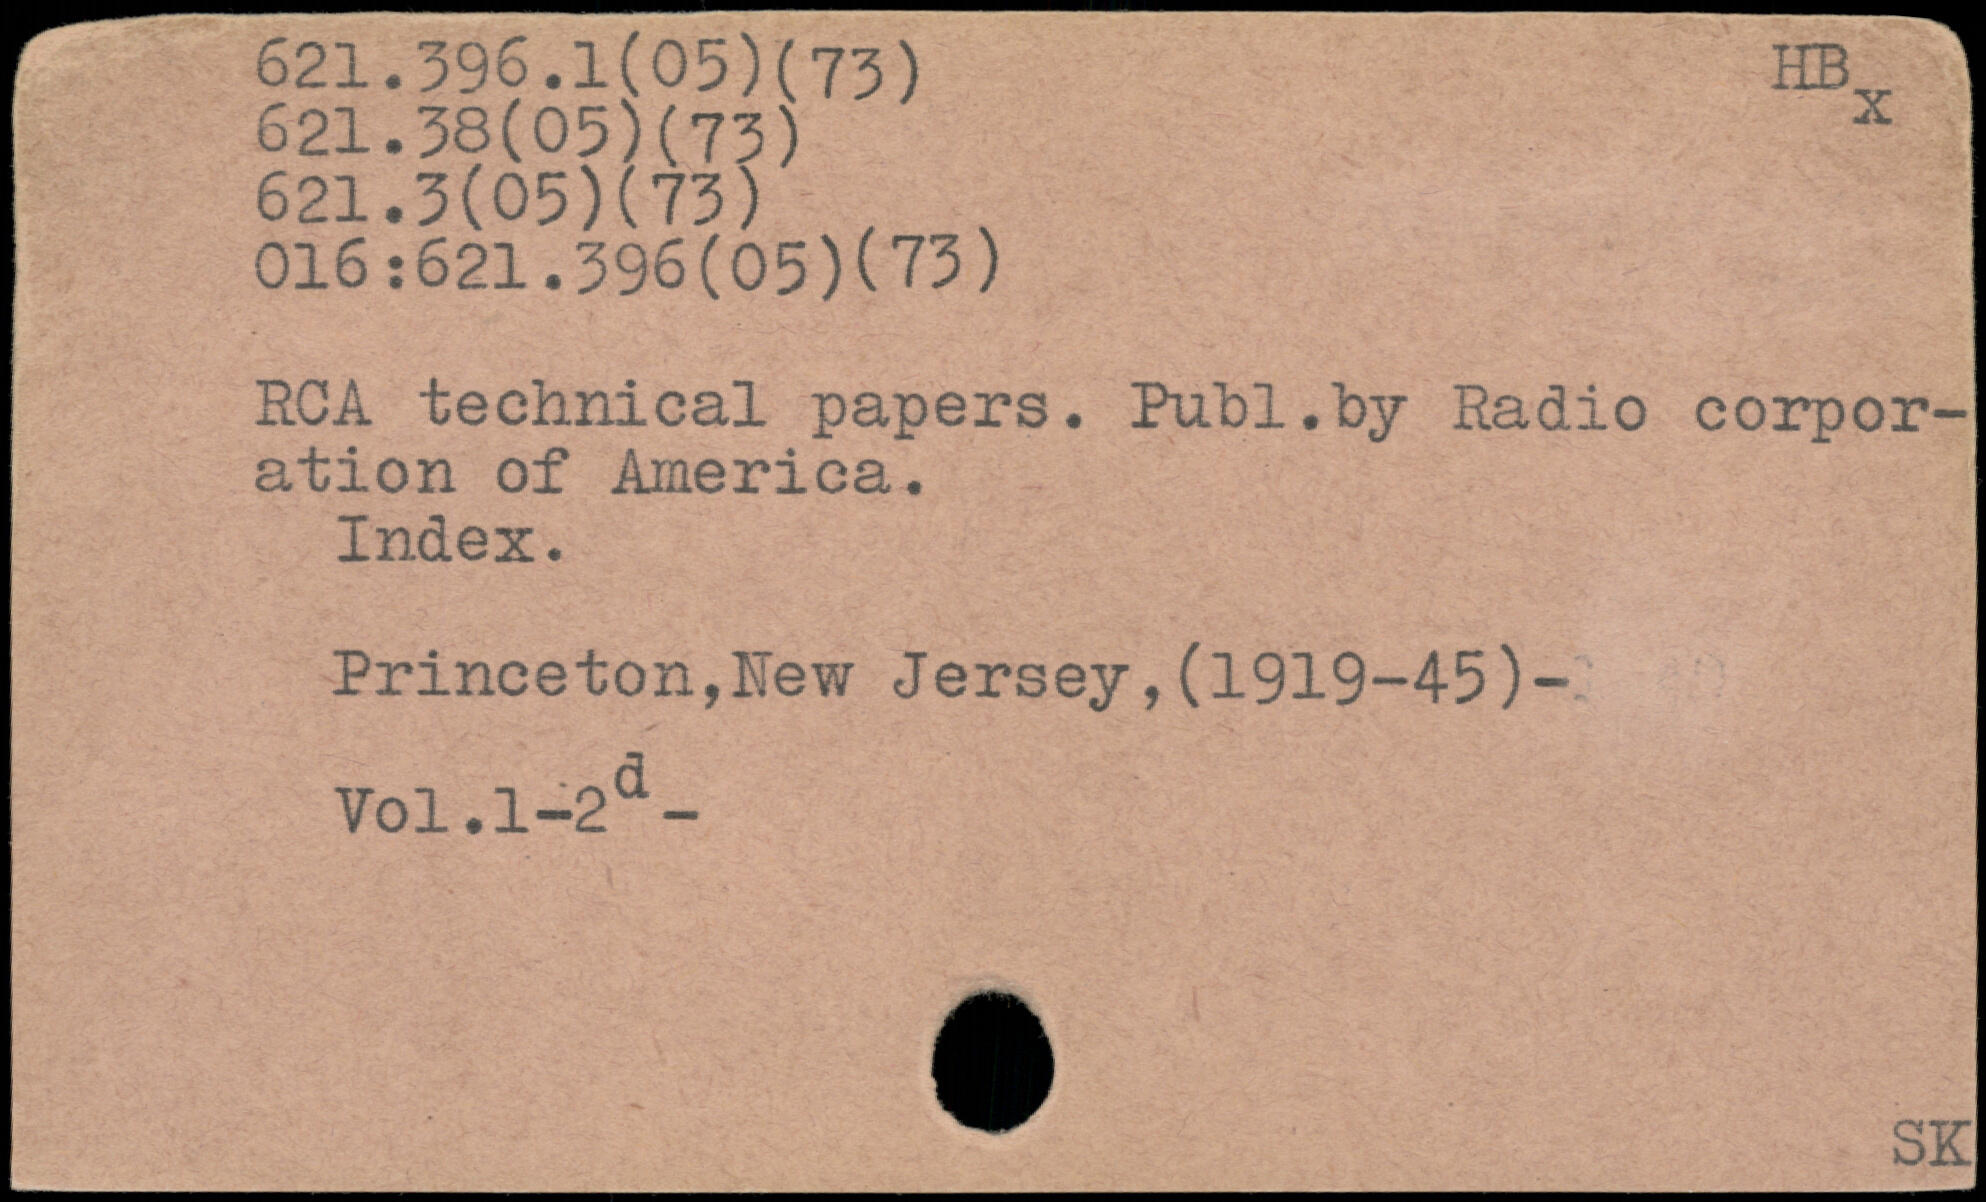 621.396.1(05)(73)
HBx
621.38(05)(73)
621.3(05)(73)
016:621.396(05)(73)
RCA technical papers. Publ.by Radio corpor-
ation of America.
Index.
Princeton,New Jersey,(1919-45)-
Vol.1-2d-
SK